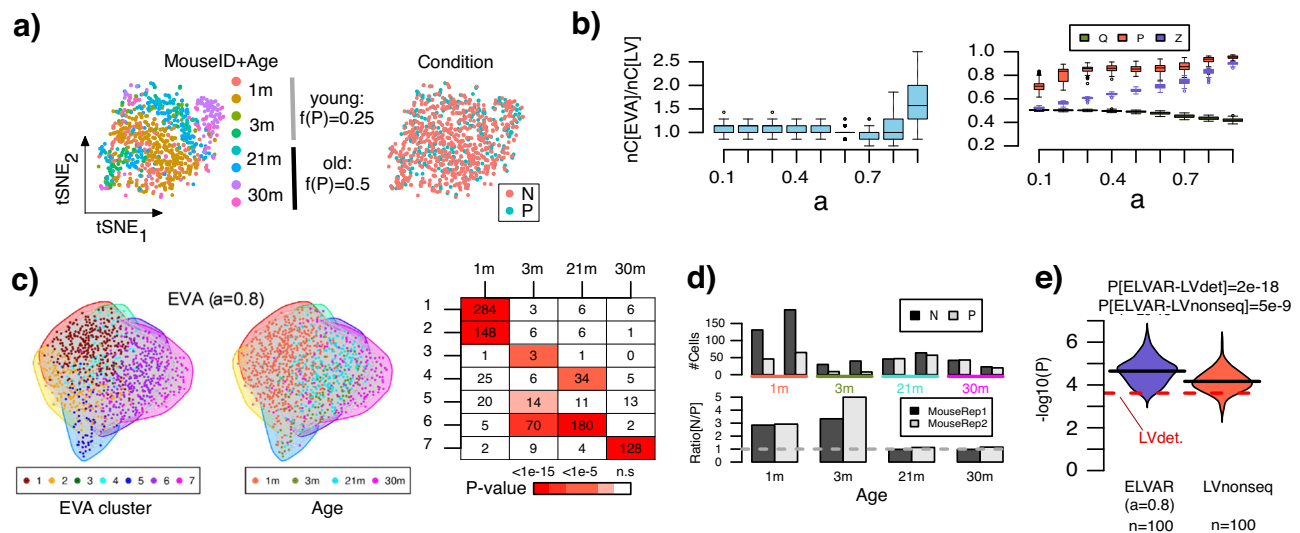 a)
MouseID+Age
1m
3m
21m
30m
young:
f(P)=0.25
old:
f(P)=0.5
tSNE2
tSNE1
Condition
N
P
b)
nC[EVA]/nC[LV]
2.5
1.5
1.0
0.1
0.4
0.7
a
Q
P
Z
1.0
0.8
0.6
0.4
0.2
0.1
0.4
0.7
a
c)
EVA (a=0.8)
1 2 3 4 5 6 7
EVA cluster
1m 3m 21m 30m
Age
1m 3m 21m 30m
1 284 3 6 6
2 148 6 6 1
3 1 3 1 0
4 25 6 34 5
5 20 14 11 13
6 5 70 180 2
7 2 9 4 128
<1e-15 <1e-5 n.s
P-value
d)
N P
#Cells
150
100
50
0
1m 3m 21m 30m
MouseRep1
MouseRep2
Ratio[N/P]
5
4
3
2
1
0
1m 3m 21m 30m
Age
e)
P[ELVAR-LVdet]=2e-18
P[ELVAR-LVnonseq]=5e-9
-log10(P)
6
4
2
0
LVdet.
ELVAR
(a=0.8)
n=100
LVnonseq
n=100